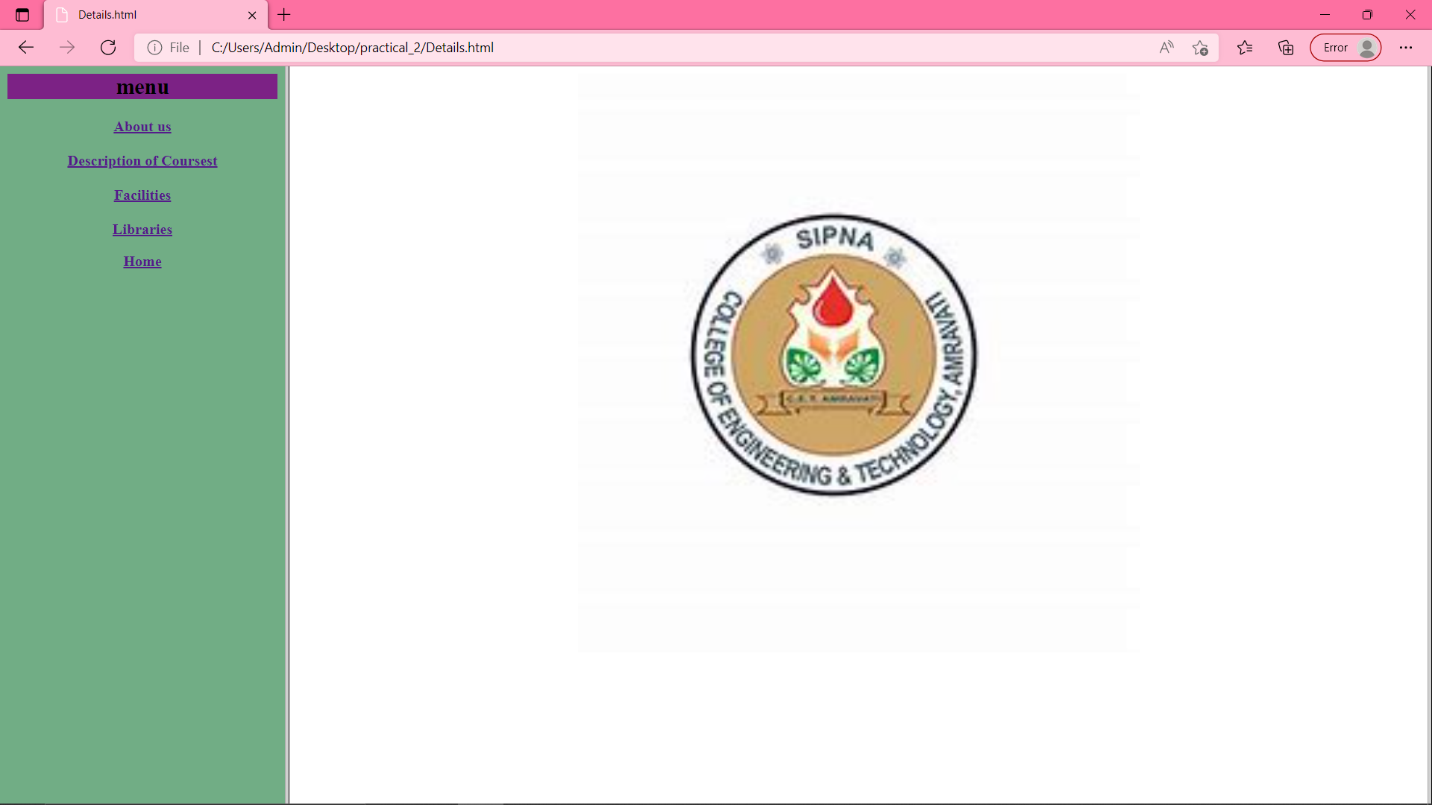 Details.html
File
C:/Users/Admin/Desktop/practical_2/Details.html
Error
menu
About us
Description of Coursest
Facilities
Libraries
Home
SIPNA
COLLEGE OF ENGINEERING & TECHNOLOGY, AMRAVATI
C.E.T. AMRAVATI